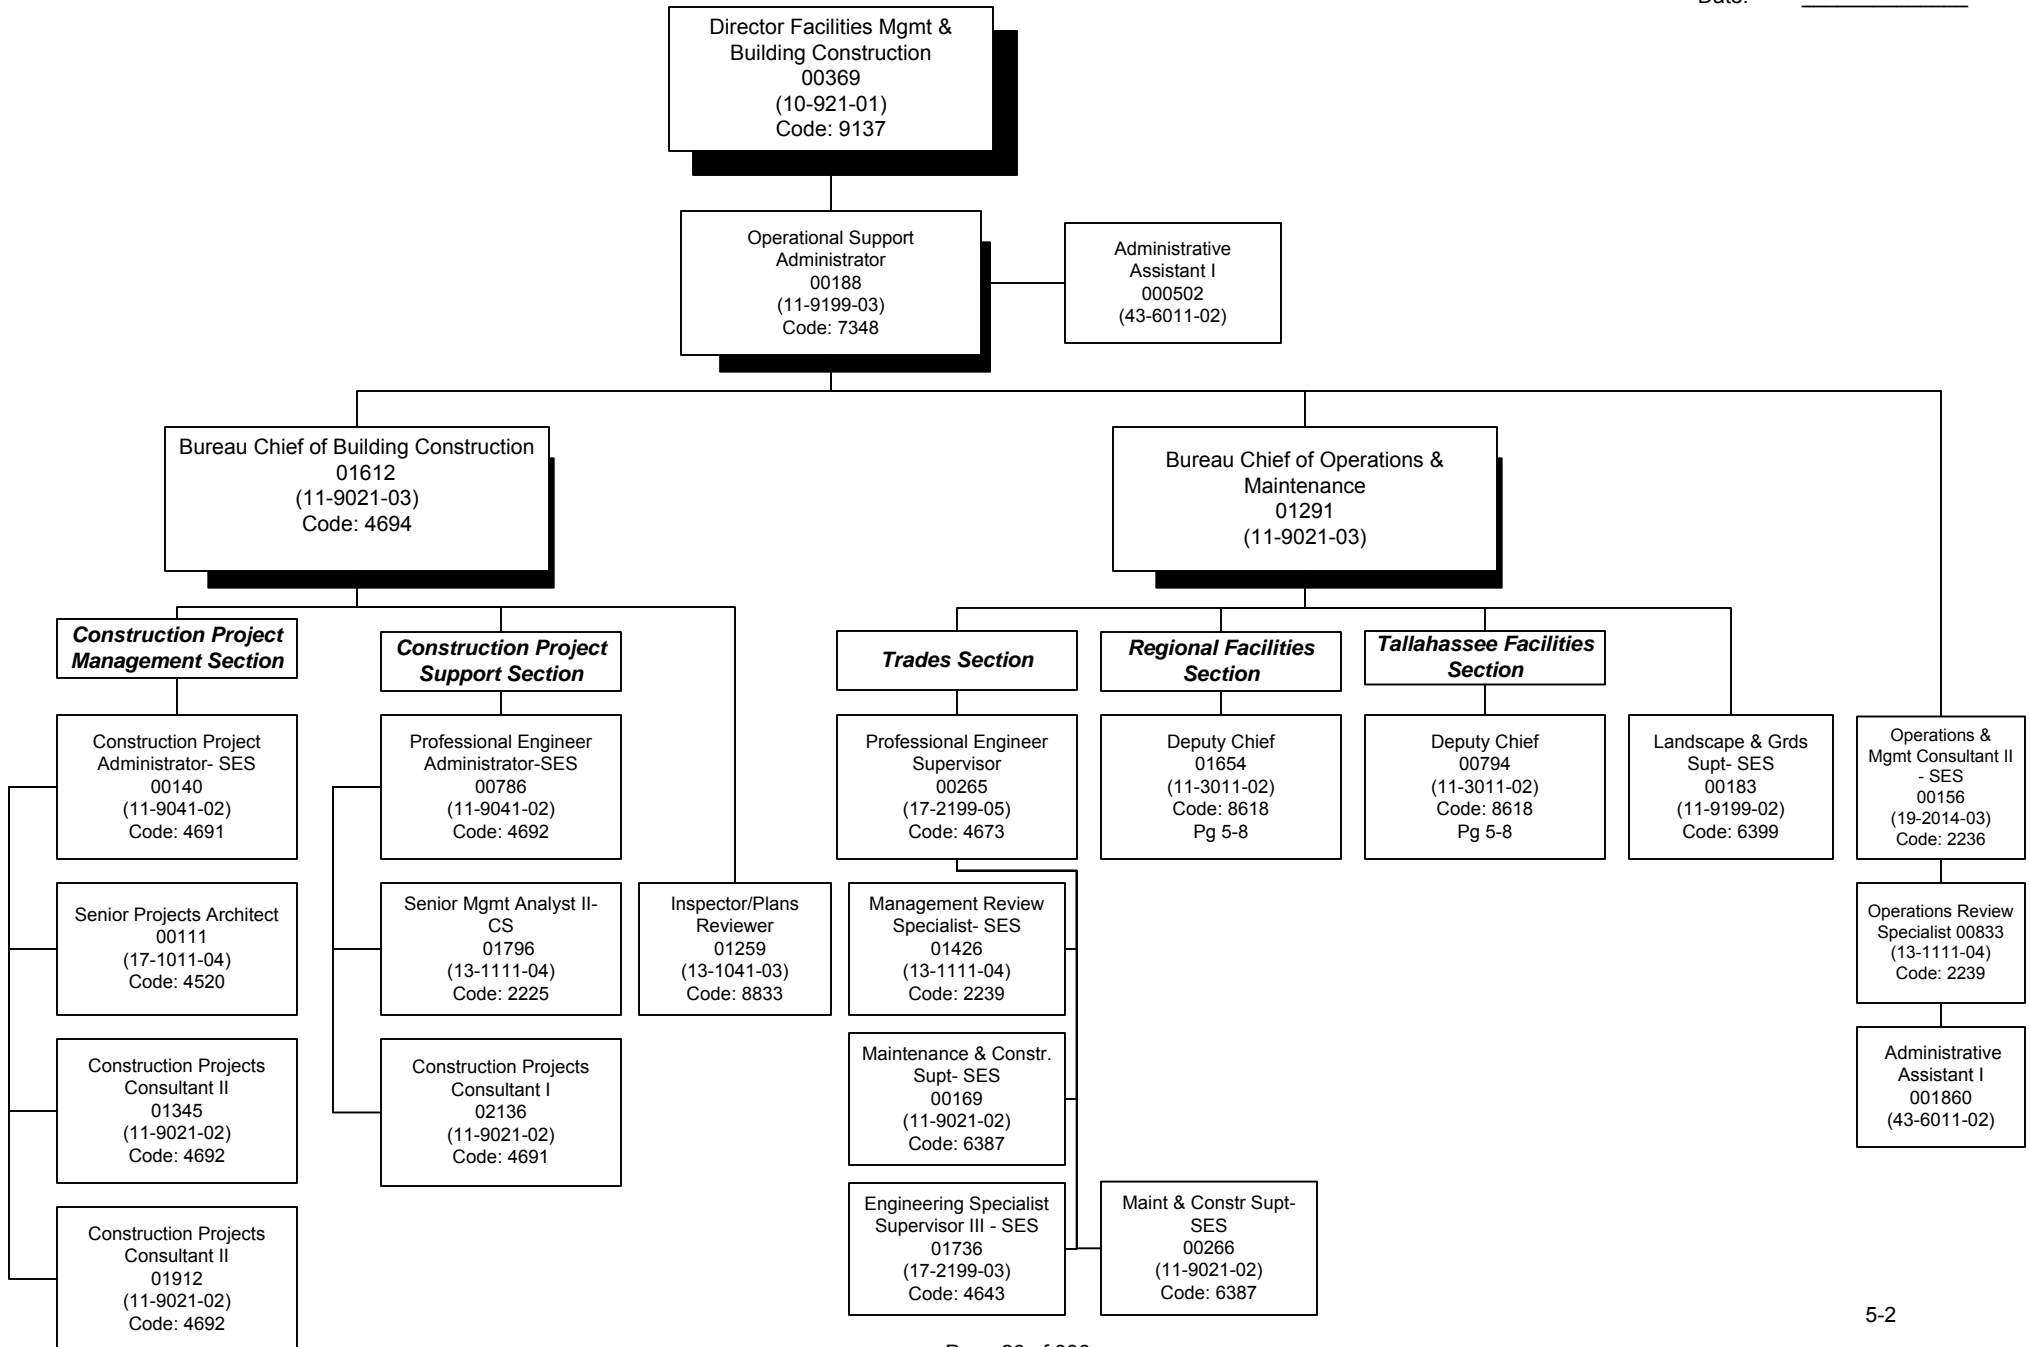 Date:
Director Facilities Mgmt &
Building Construction
00369
(10-921-01)
Code: 9137
Operational Support
Administrator
00188
(11-9199-03)
Code: 7348
Administrative
Assistant I
000502
(43-6011-02)
Bureau Chief of Building Construction
01612
(11-9021-03)
Code: 4694
Bureau Chief of Operations &
Maintenance
01291
(11-9021-03)
Construction Project
Management Section
Construction Project
Support Section
Trades Section
Regional Facilities
Section
Tallahassee Facilities
Section
Construction Project
Administrator- SES
00140
(11-9041-02)
Code: 4691
Professional Engineer
Administrator-SES
00786
(11-9041-02)
Code: 4692
Professional Engineer
Supervisor
00265
(17-2199-05)
Code: 4673
Deputy Chief
01654
(11-3011-02)
Code: 8618
Pg 5-8
Deputy Chief
00794
(11-3011-02)
Code: 8618
Pg 5-8
Landscape & Grds
Supt- SES
00183
(11-9199-02)
Code: 6399
Operations &
Mgmt Consultant II
- SES
00156
(19-2014-03)
Code: 2236
Senior Projects Architect
00111
(17-1011-04)
Code: 4520
Senior Mgmt Analyst II-
CS
01796
(13-1111-04)
Code: 2225
Inspector/Plans
Reviewer
01259
(13-1041-03)
Code: 8833
Management Review
Specialist- SES
01426
(13-1111-04)
Code: 2239
Operations Review
Specialist 00833
(13-1111-04)
Code: 2239
Construction Projects
Consultant II
01345
(11-9021-02)
Code: 4692
Construction Projects
Consultant I
02136
(11-9021-02)
Code: 4691
Maintenance & Constr.
Supt- SES
00169
(11-9021-02)
Code: 6387
Administrative
Assistant I
001860
(43-6011-02)
Construction Projects
Consultant II
01912
(11-9021-02)
Code: 4692
Engineering Specialist
Supervisor III - SES
01736
(17-2199-03)
Code: 4643
Maint & Constr Supt-
SES
00266
(11-9021-02)
Code: 6387
5-2